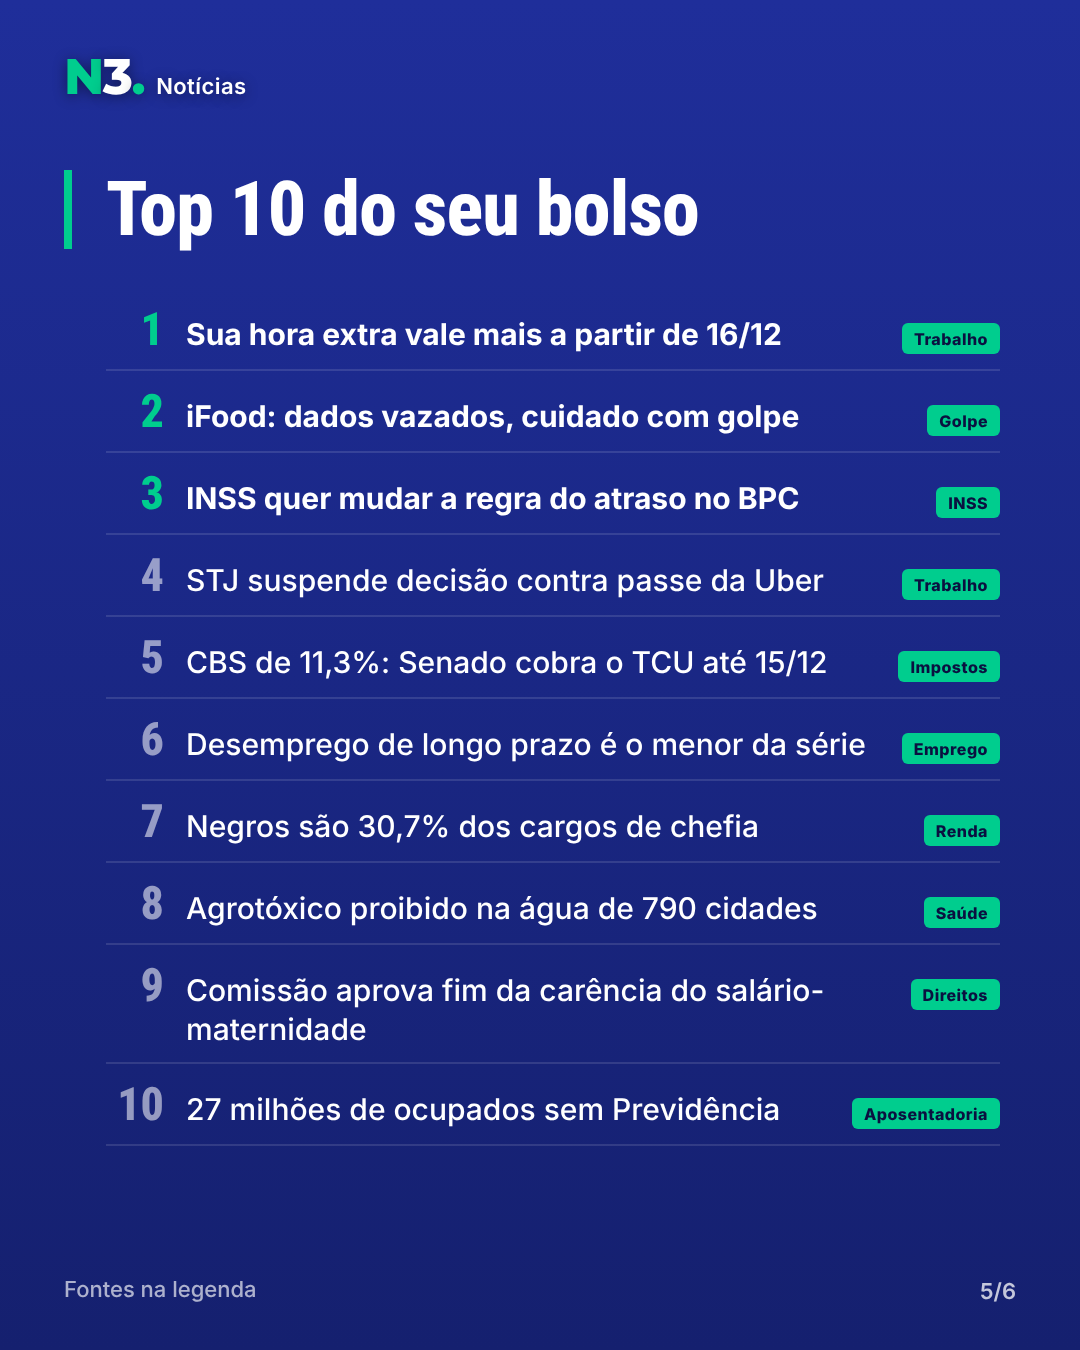 N3. Notícias
Top 10 do seu bolso
1 Sua hora extra vale mais a partir de 16/12 Trabalho
2 iFood: dados vazados, cuidado com golpe Golpe
3 INSS quer mudar a regra do atraso no BPC INSS
4 STJ suspende decisão contra passe da Uber Trabalho
5 CBS de 11,3%: Senado cobra o TCU até 15/12 Impostos
6 Desemprego de longo prazo é o menor da série Emprego
7 Negros são 30,7% dos cargos de chefia Renda
8 Agrotóxico proibido na água de 790 cidades Saúde
9 Comissão aprova fim da carência do salário- Direitos
maternidade
10 27 milhões de ocupados sem Previdência Aposentadoria
Fontes na legenda 5/6